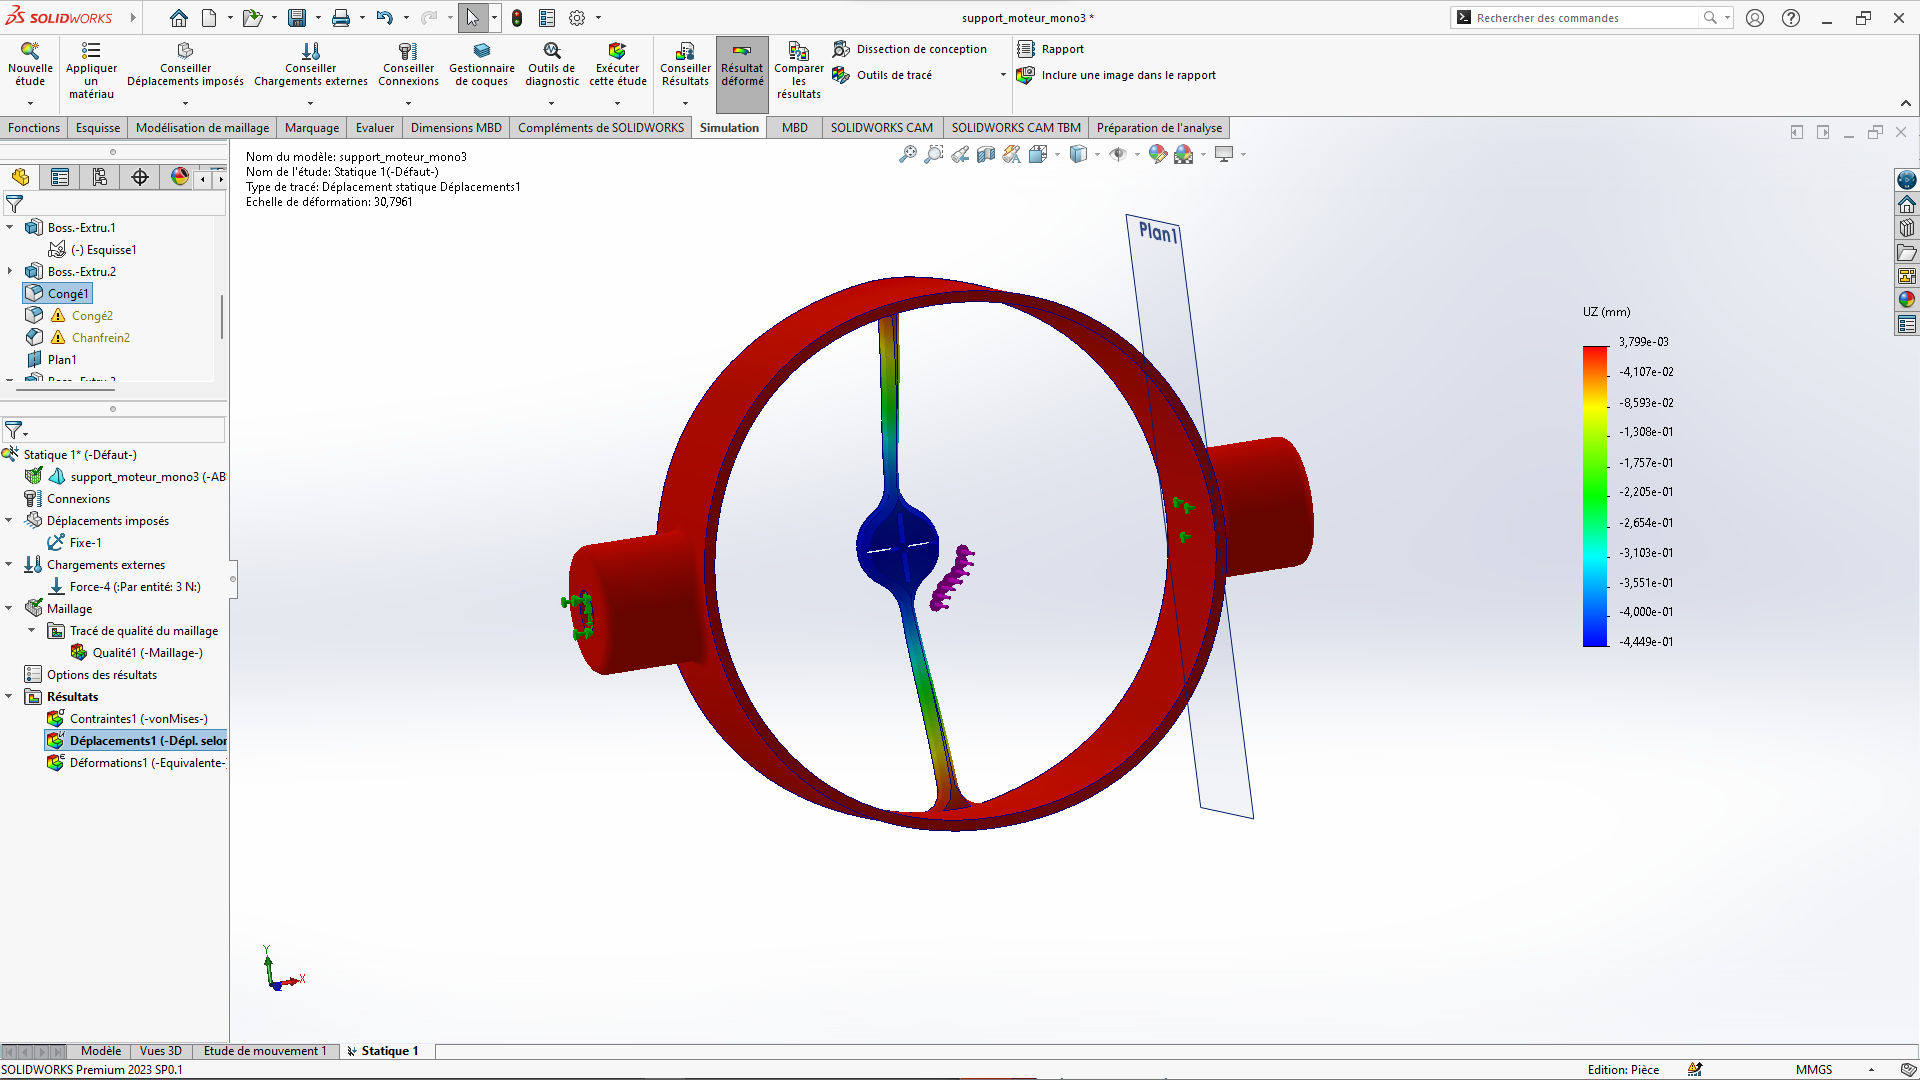 SOLIDWORKS
support_moteur_mono3 *
Rechercher des commandes
Nouvelle étude
Appliquer un matériau
Conseiller Déplacements imposés
Conseiller Chargements externes
Conseiller Connexions
Gestionnaire de coques
Outils de diagnostic
Exécuter cette étude
Conseiller Résultats
Résultat déformé
Comparer les résultats
Dissection de conception
Outils de tracé
Rapport
Inclure une image dans le rapport
Fonctions
Esquisse
Modélisation de maillage
Marquage
Evaluer
Dimensions MBD
Compléments de SOLIDWORKS
Simulation
MBD
SOLIDWORKS CAM
SOLIDWORKS CAM TBM
Préparation de l'analyse
Nom du modèle: support_moteur_mono3
Nom de l'étude: Statique 1(-Défaut-)
Type de tracé: Déplacement statique Déplacements1
Echelle de déformation: 30,7961
Boss.-Extru.1
(-) Esquisse1
Boss.-Extru.2
Congé1
Congé2
Chanfrein2
Plan1
Statique 1* (-Défaut-)
support_moteur_mono3 (-AB
Connexions
Déplacements imposés
Fixe-1
Chargements externes
Force-4 (:Par entité: 3 N:)
Maillage
Tracé de qualité du maillage
Qualité1 (-Maillage-)
Options des résultats
Résultats
Contraintes1 (-vonMises-)
Déplacements1 (-Dépl. selon
Déformations1 (-Equivalente-
Plan1
UZ (mm)
3,799e-03
-4,107e-02
-8,593e-02
-1,308e-01
-1,757e-01
-2,205e-01
-2,654e-01
-3,103e-01
-3,551e-01
-4,000e-01
-4,449e-01
Y
X
Modèle
Vues 3D
Etude de mouvement 1
Statique 1
SOLIDWORKS Premium 2023 SP0.1
Edition: Pièce
MMGS